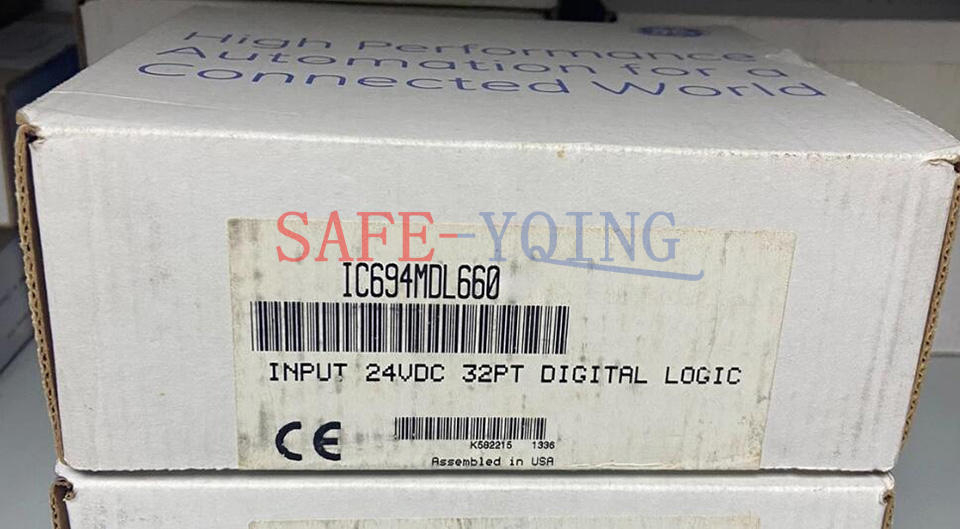 High Performance
Automation for a
Connected World
SAFE-YQING
IC694MDL660
INPUT 24VDC 32PT DIGITAL LOGIC
CE
K592215 1336
Assembled in USA